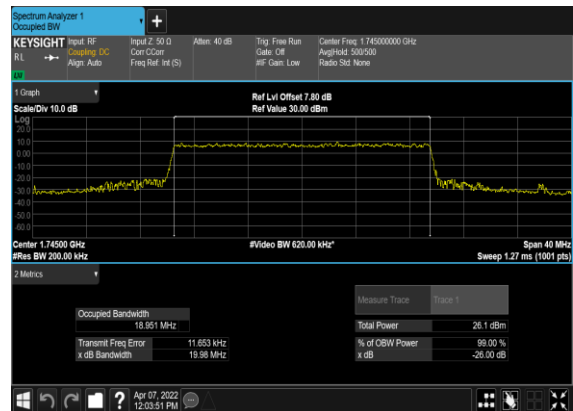 Spectrum Analyzer 1
Occupied BW
+
KEYSIGHT Input: RF Input Z: 50 Ω Atten: 40 dB Trig: Free Run Center Freq: 1.745000000 GHz
RL Coupling: DC Corr CCorr Gate: Off Avg|Hold: 500/500
Align: Auto Freq Ref: Int (S) #IF Gain: Low Radio Std: None
1 Graph
Ref Lvl Offset 7.80 dB
Scale/Div 10.0 dB Ref Value 30.00 dBm
Log
20.0
10.0
0.00
-10.0
-20.0
-30.0
-40.0
-50.0
-60.0
Center 1.74500 GHz #Video BW 620.00 kHz* Span 40 MHz
#Res BW 200.00 kHz Sweep 1.27 ms (1001 pts)
2 Metrics
Measure Trace Trace 1
Occupied Bandwidth
18.951 MHz Total Power 26.1 dBm
Transmit Freq Error 11.653 kHz % of OBW Power 99.00 %
x dB Bandwidth 19.98 MHz x dB -26.00 dB
?
Apr 07, 2022
12:03:51 PM